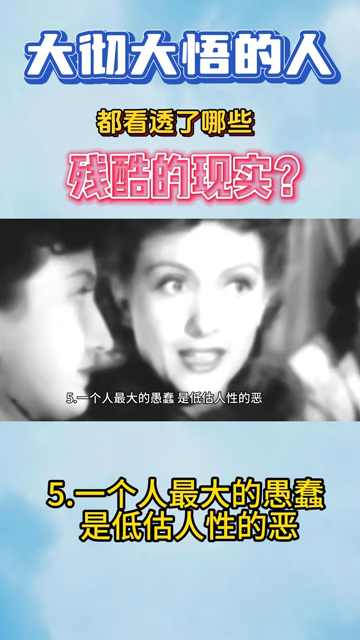 大彻大悟的人
都看透了哪些
残酷的现实?
5.一个人最大的愚蠢 是低估人性的恶
5.一个人最大的愚蠢
是低估人性的恶